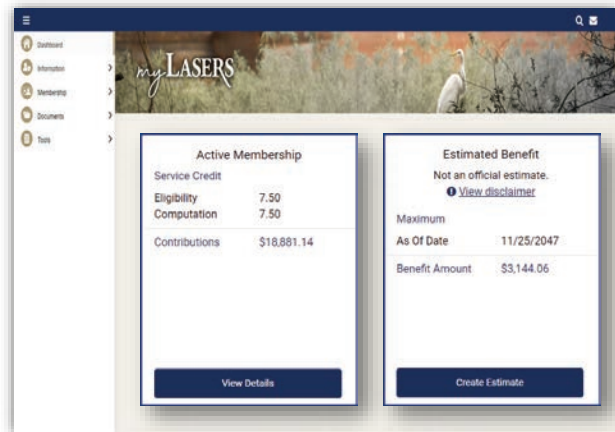 Dashboard
Information
Membership
Documents
Tools
myLASERS
Active Membership
Service Credit
Eligibility 7.50
Computation 7.50
Contributions $18,881.14
View Details
Estimated Benefit
Not an official estimate.
View disclaimer
Maximum
As Of Date 11/25/2047
Benefit Amount $3,144.06
Create Estimate